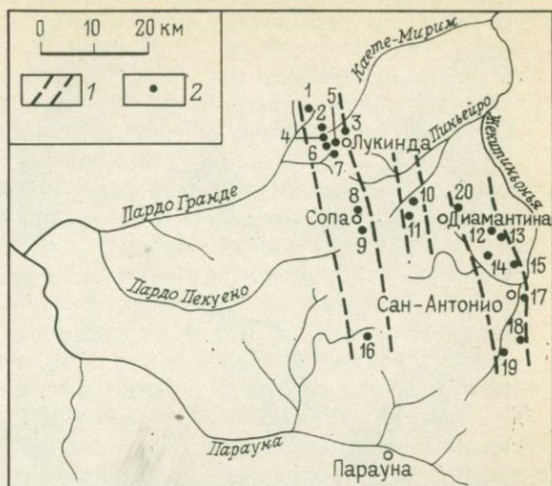 0 10 20 км
1 2
Каете-Мирим
1
5
2
3
4
Лукинда
6
7
Пиньейро
Жекитиньонья
Пардо Гранде
8
10
20
Сопа
11
Диамантина
9
12
13
14
15
Пардо Пекуено
Сан-Антонио
17
16
18
19
Парауна
Парауна